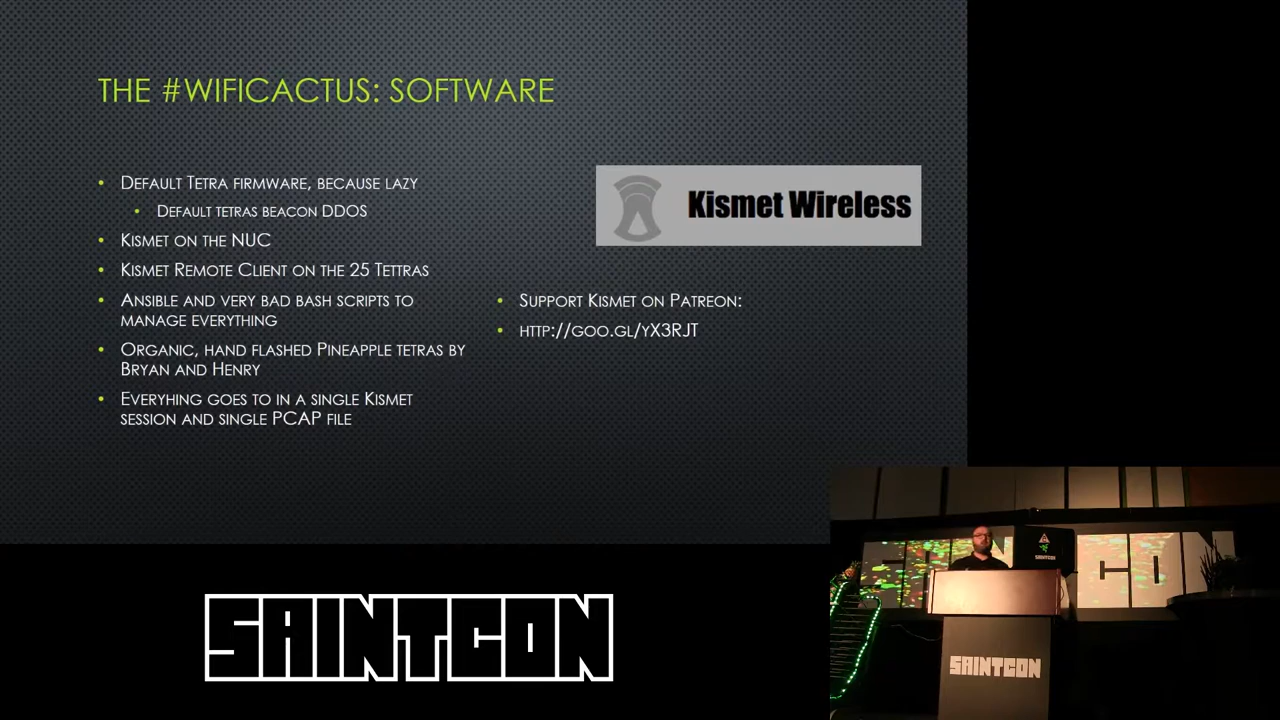 THE #WIFICACTUS: SOFTWARE
DEFAULT TETRA FIRMWARE, BECAUSE LAZY
DEFAULT TETRAS BEACON DDOS
KISMET ON THE NUC
KISMET REMOTE CLIENT ON THE 25 TETTRAS
ANSIBLE AND VERY BAD BASH SCRIPTS TO
MANAGE EVERYTHING
ORGANIC, HAND FLASHED PINEAPPLE TETRAS BY
BRYAN AND HENRY
EVERYHING GOES TO IN A SINGLE KISMET
SESSION AND SINGLE PCAP FILE
Kismet Wireless
SUPPORT KISMET ON PATREON:
HTTP://GOO.GL/YX3RJT
SAINTCON
SAINTCON
SAINTCON